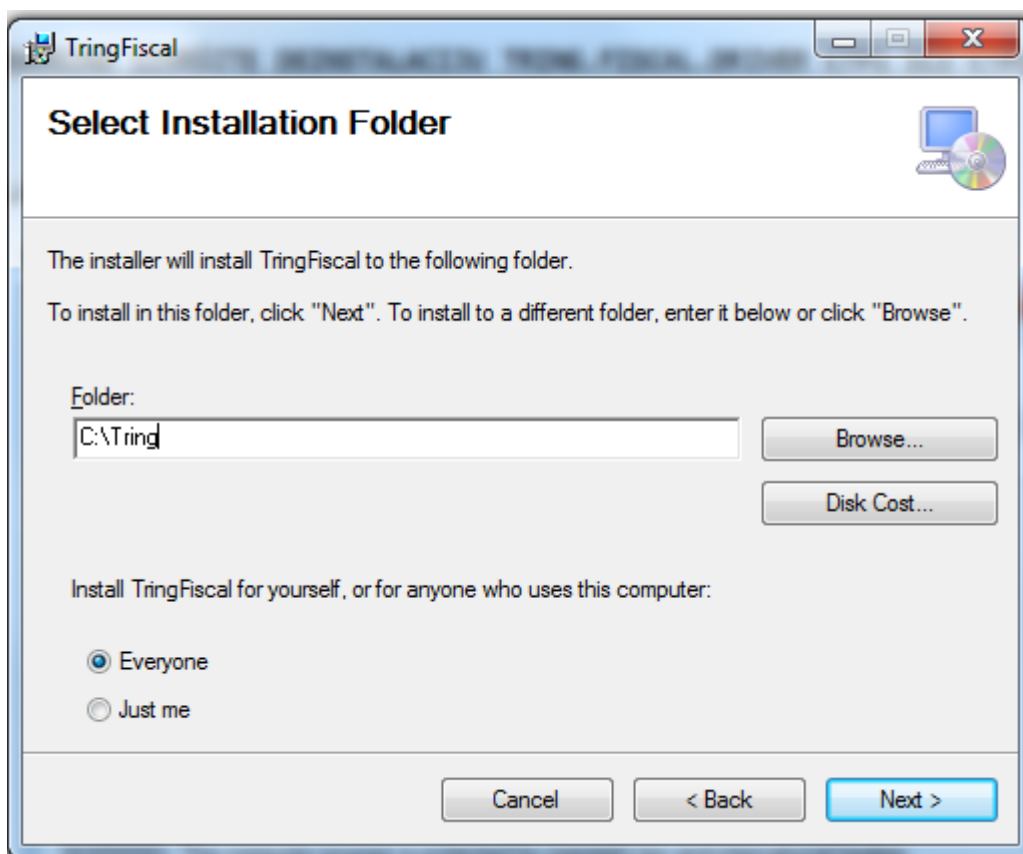 TringFiscal
Select Installation Folder
The installer will install TringFiscal to the following folder.
To install in this folder, click "Next". To install to a different folder, enter it below or click "Browse".
Folder:
C:\Tring
Browse...
Disk Cost...
Install TringFiscal for yourself, or for anyone who uses this computer:
Everyone
Just me
Cancel
< Back
Next >